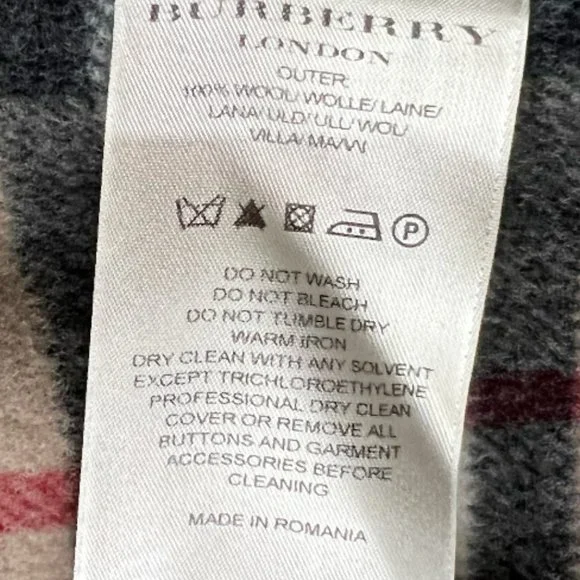 BURBERRY
LONDON
OUTER:
100% WOOL/ WOLLE/ LAINE/
LANA/ ULD/ ULL/ WOL/
VILLA/
P
DO NOT WASH
DO NOT BLEACH
DO NOT TUMBLE DRY
WARM IRON
DRY CLEAN WITH ANY SOLVENT
EXCEPT TRICHLOROETHYLENE
PROFESSIONAL DRY CLEAN
COVER OR REMOVE ALL
BUTTONS AND GARMENT
ACCESSORIES BEFORE
CLEANING
MADE IN ROMANIA